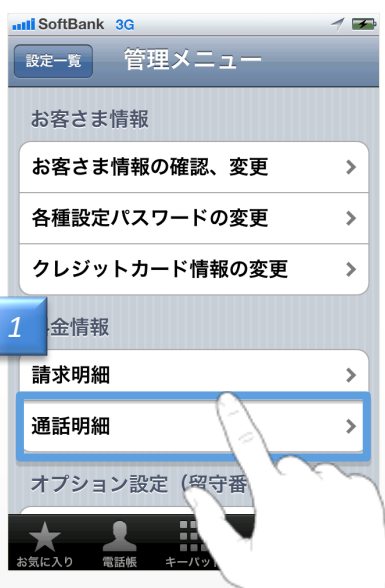 SoftBank 3G
設定一覧 管理メニュー
お客さま情報
お客さま情報の確認、変更
各種設定パスワードの変更
クレジットカード情報の変更
1
金情報
請求明細
通話明細
オプション設定（留守番
お気に入り 電話帳 キーパッド